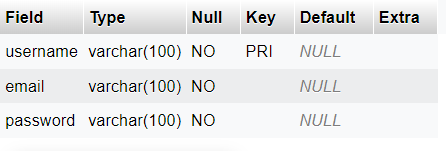 Field Type Null Key Default Extra
username varchar(100) NO PRI NULL
email varchar(100) NO NULL
password varchar(100) NO NULL